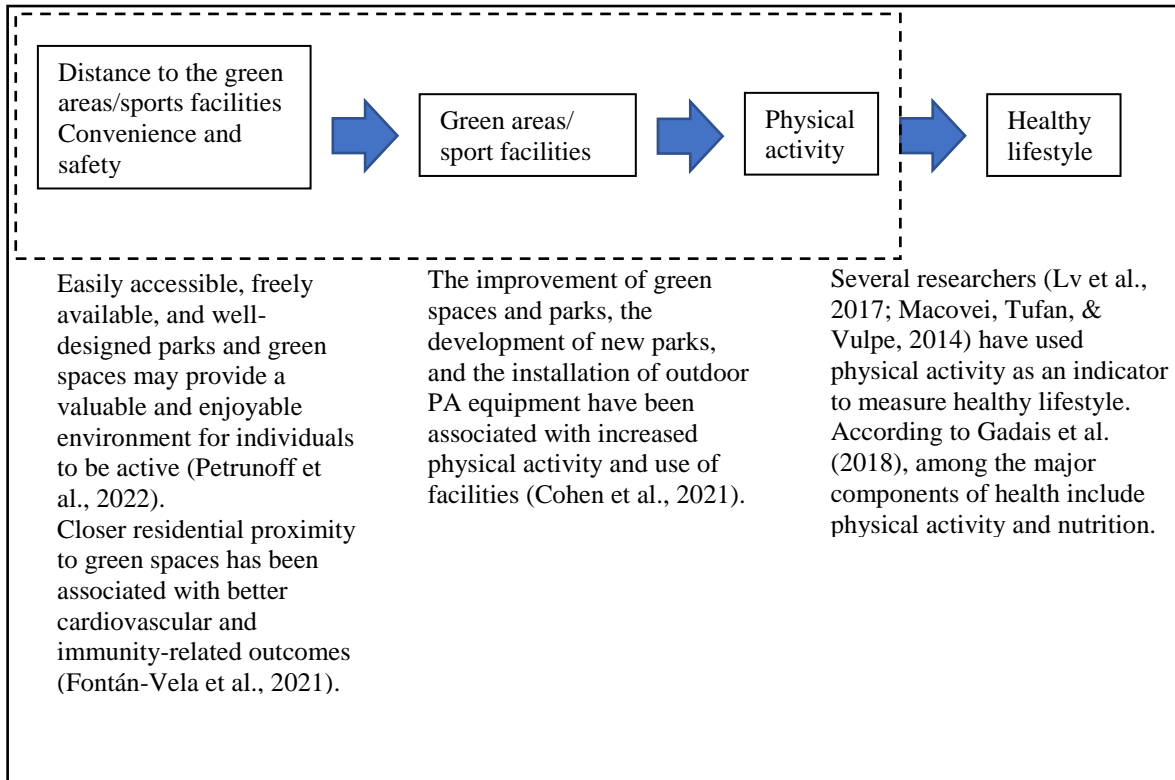 Distance to the green
areas/sports facilities
Convenience and
safety
Green areas/
sport facilities
Physical
activity
Healthy
lifestyle
Easily accessible, freely
available, and well-
designed parks and green
spaces may provide a
valuable and enjoyable
environment for individuals
to be active (Petrunoff et
al., 2022).
Closer residential proximity
to green spaces has been
associated with better
cardiovascular and
immunity-related outcomes
(Fontán-Vela et al., 2021).
The improvement of green
spaces and parks, the
development of new parks,
and the installation of outdoor
PA equipment have been
associated with increased
physical activity and use of
facilities (Cohen et al., 2021).
Several researchers (Lv et al.,
2017; Macovei, Tufan, &
Vulpe, 2014) have used
physical activity as an indicator
to measure healthy lifestyle.
According to Gadais et al.
(2018), among the major
components of health include
physical activity and nutrition.